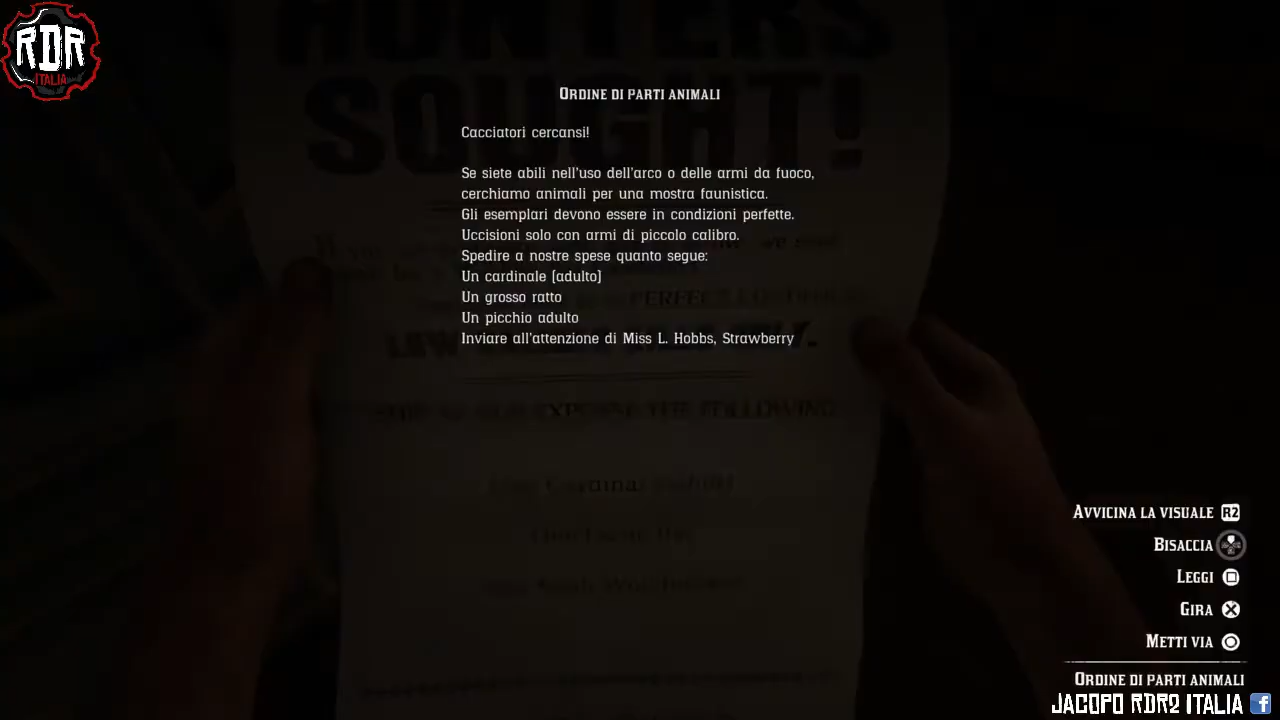 RDR
ITALIA
HUNTERS
SOUGHT!
ORDINE DI PARTI ANIMALI
Cacciatori cercansi!
Se siete abili nell'uso dell'arco o delle armi da fuoco,
cerchiamo animali per una mostra faunistica.
Gli esemplari devono essere in condizioni perfette.
Uccisioni solo con armi di piccolo calibro.
Spedire a nostre spese quanto segue:
Un cardinale [adulto]
Un grosso ratto
Un picchio adulto
Inviare all'attenzione di Miss L. Hobbs, Strawberry
AVVICINA LA VISUALE R2
BISACCIA
LEGGI
GIRA
METTI VIA
ORDINE DI PARTI ANIMALI
JACOPO RDR2 ITALIA f